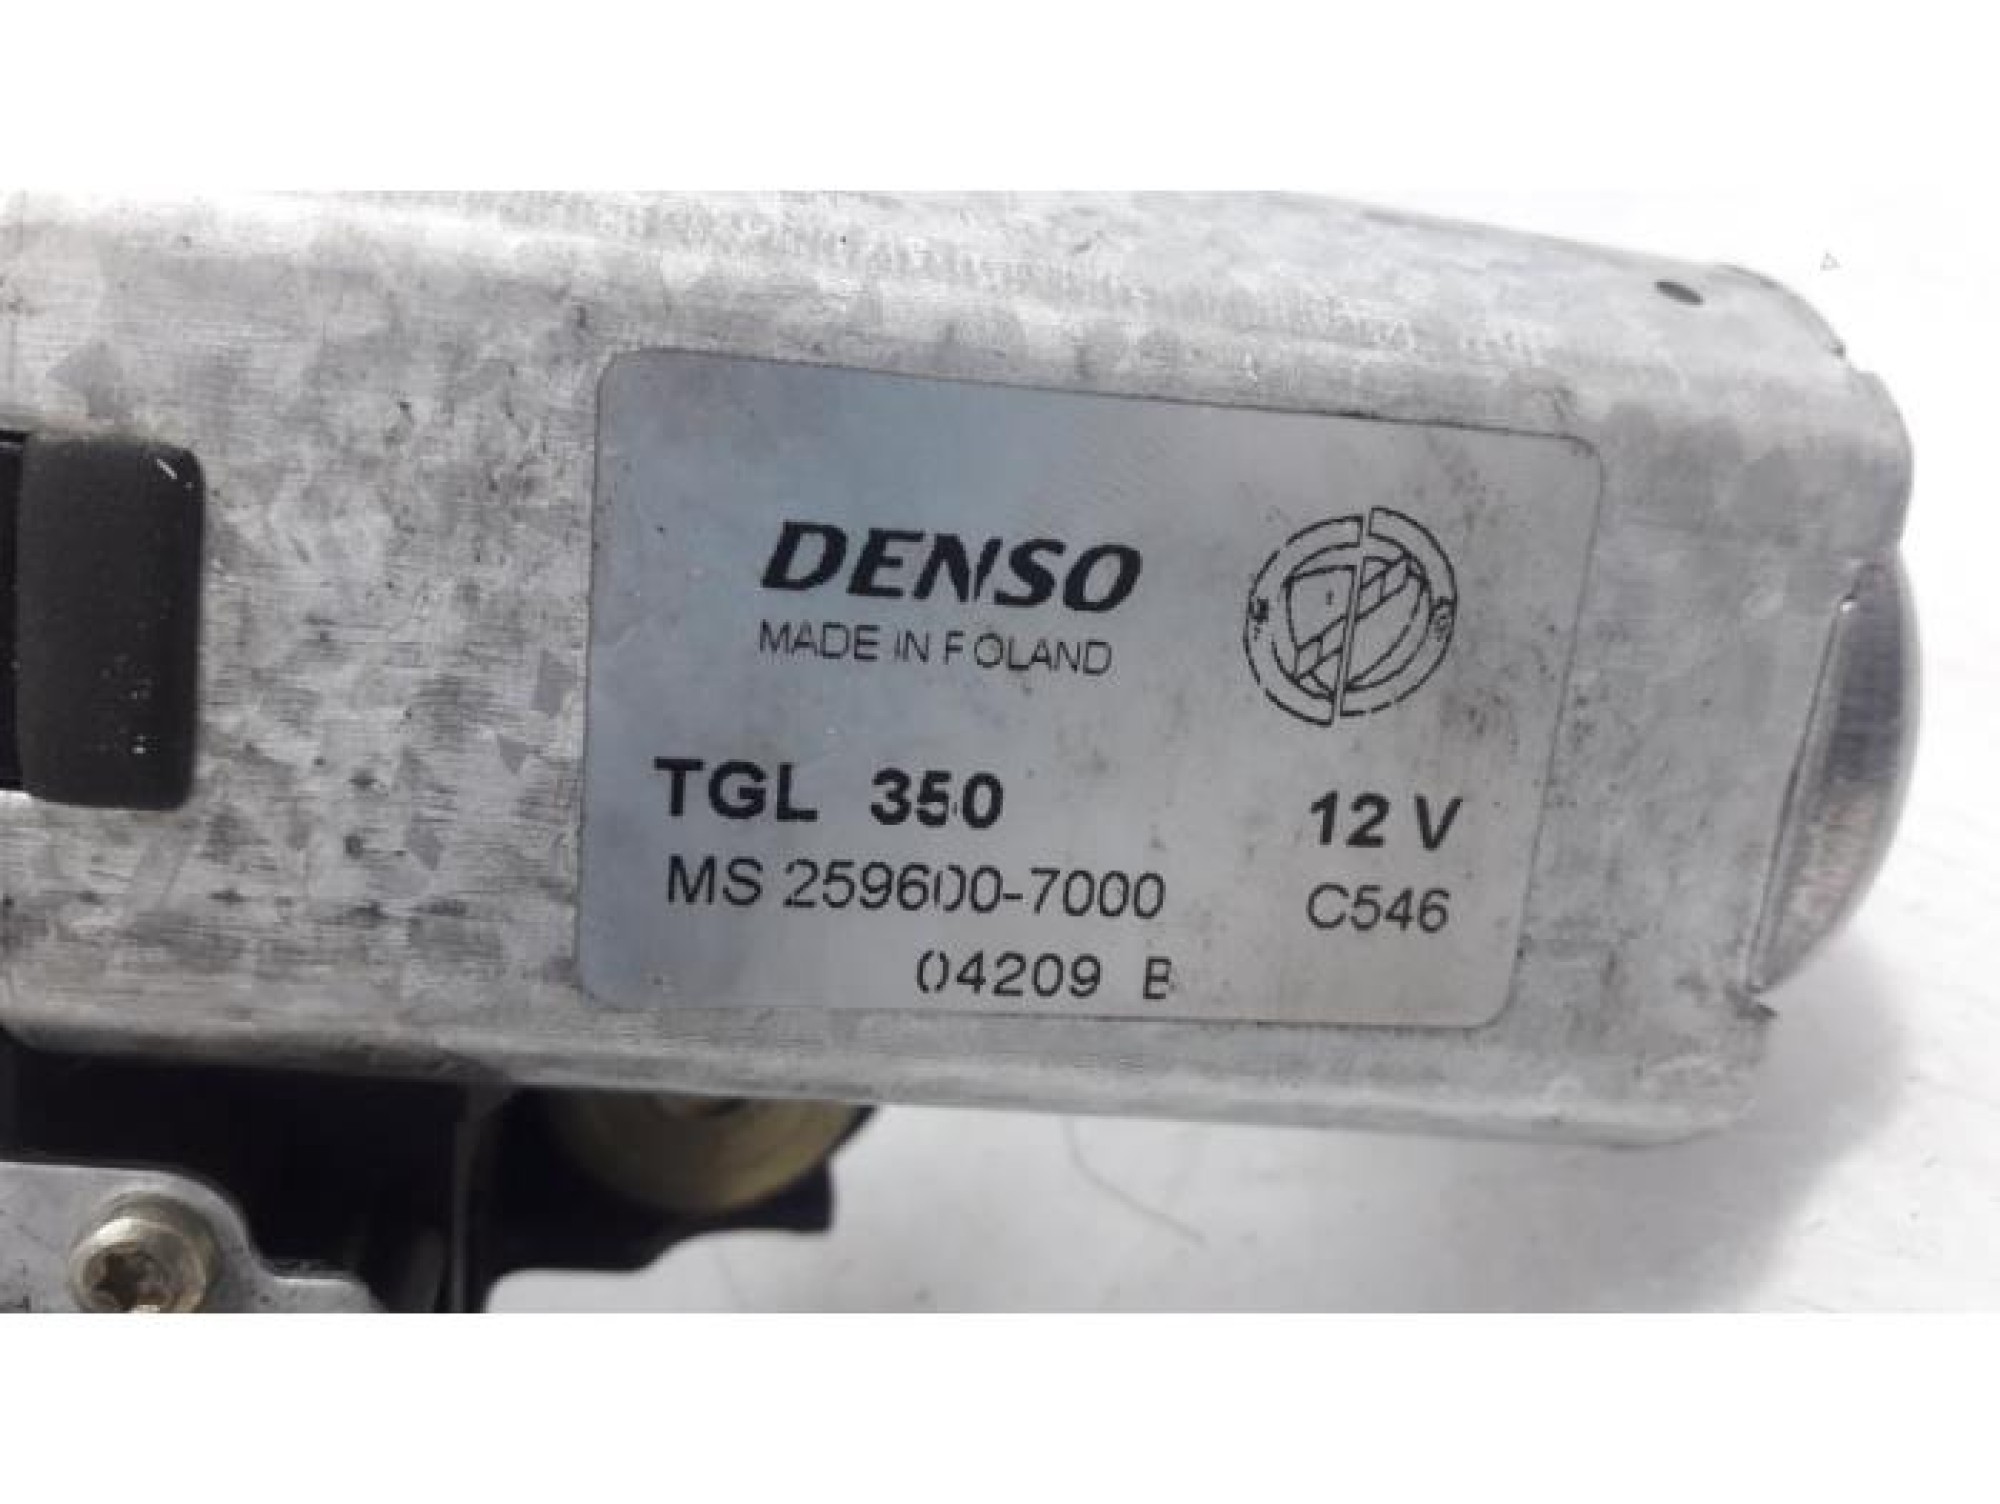 DENSO
MADE IN POLAND
TGL 350 12 V
MS 259600-7000 C546
04209 B